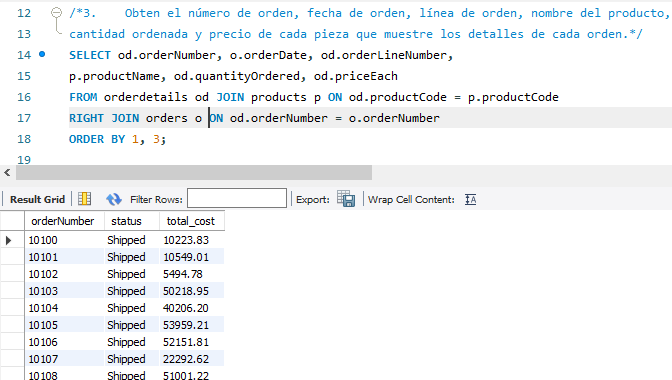 12 /*3. Obten el número de orden, fecha de orden, línea de orden, nombre del producto,
13 cantidad ordenada y precio de cada pieza que muestre los detalles de cada orden.*/
14 SELECT od.orderNumber, o.orderDate, od.orderLineNumber,
15 p.productName, od.quantityOrdered, od.priceEach
16 FROM orderdetails od JOIN products p ON od.productCode = p.productCode
17 RIGHT JOIN orders o ON od.orderNumber = o.orderNumber
18 ORDER BY 1, 3;
19
Result Grid Filter Rows: Export: Wrap Cell Content:
orderNumber status total_cost
10100 Shipped 10223.83
10101 Shipped 10549.01
10102 Shipped 5494.78
10103 Shipped 50218.95
10104 Shipped 40206.20
10105 Shipped 53959.21
10106 Shipped 52151.81
10107 Shipped 22292.62
10108 Shipped 51001.22